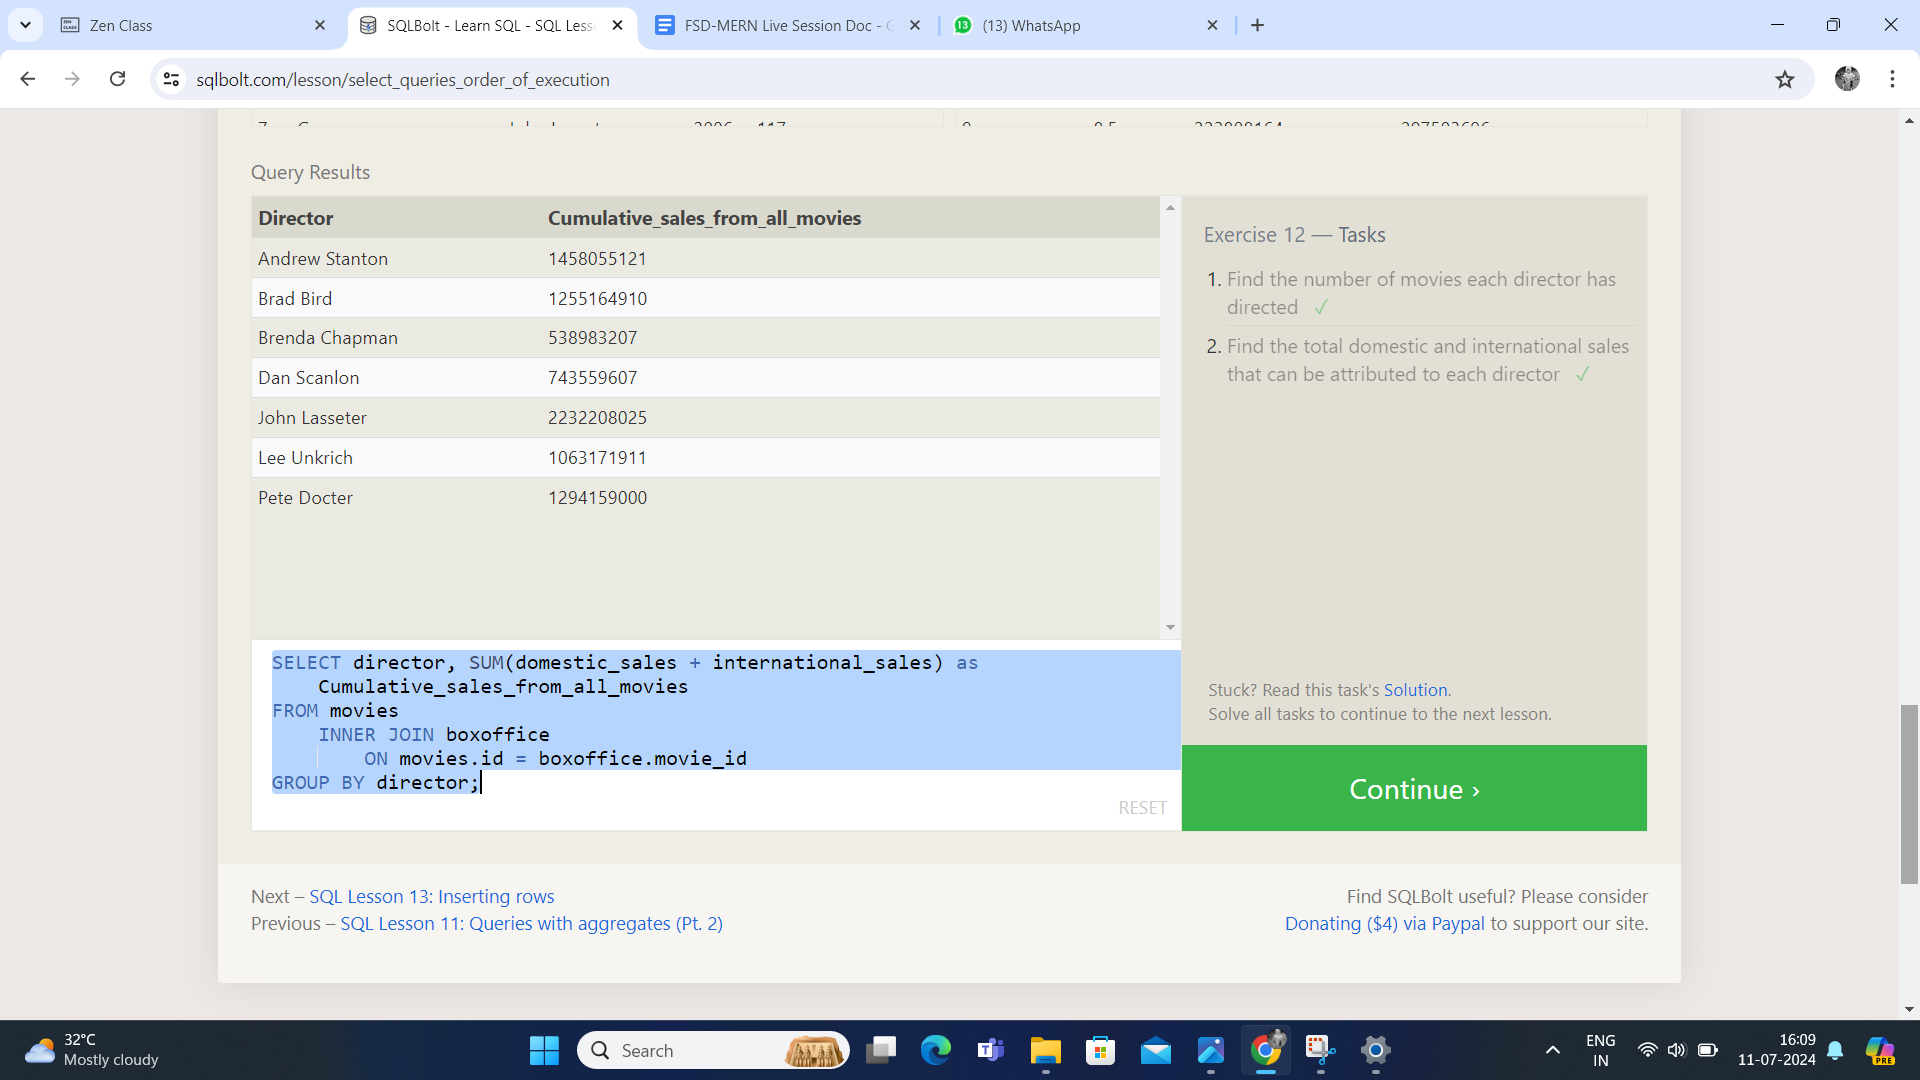 Zen Class
SQLBolt - Learn SQL - SQL Less
FSD-MERN Live Session Doc - G
(13) WhatsApp
sqlbolt.com/lesson/select_queries_order_of_execution
Query Results
Director Cumulative_sales_from_all_movies
Andrew Stanton 1458055121
Brad Bird 1255164910
Brenda Chapman 538983207
Dan Scanlon 743559607
John Lasseter 2232208025
Lee Unkrich 1063171911
Pete Docter 1294159000
Exercise 12 — Tasks
1. Find the number of movies each director has
directed ✓
2. Find the total domestic and international sales
that can be attributed to each director ✓
Stuck? Read this task's Solution.
Solve all tasks to continue to the next lesson.
Continue ›
SELECT director, SUM(domestic_sales + international_sales) as
Cumulative_sales_from_all_movies
FROM movies
INNER JOIN boxoffice
ON movies.id = boxoffice.movie_id
GROUP BY director;
RESET
Next – SQL Lesson 13: Inserting rows
Previous – SQL Lesson 11: Queries with aggregates (Pt. 2)
Find SQLBolt useful? Please consider
Donating ($4) via Paypal to support our site.
32°C
Mostly cloudy
Search
ENG
IN
16:09
11-07-2024
PRE